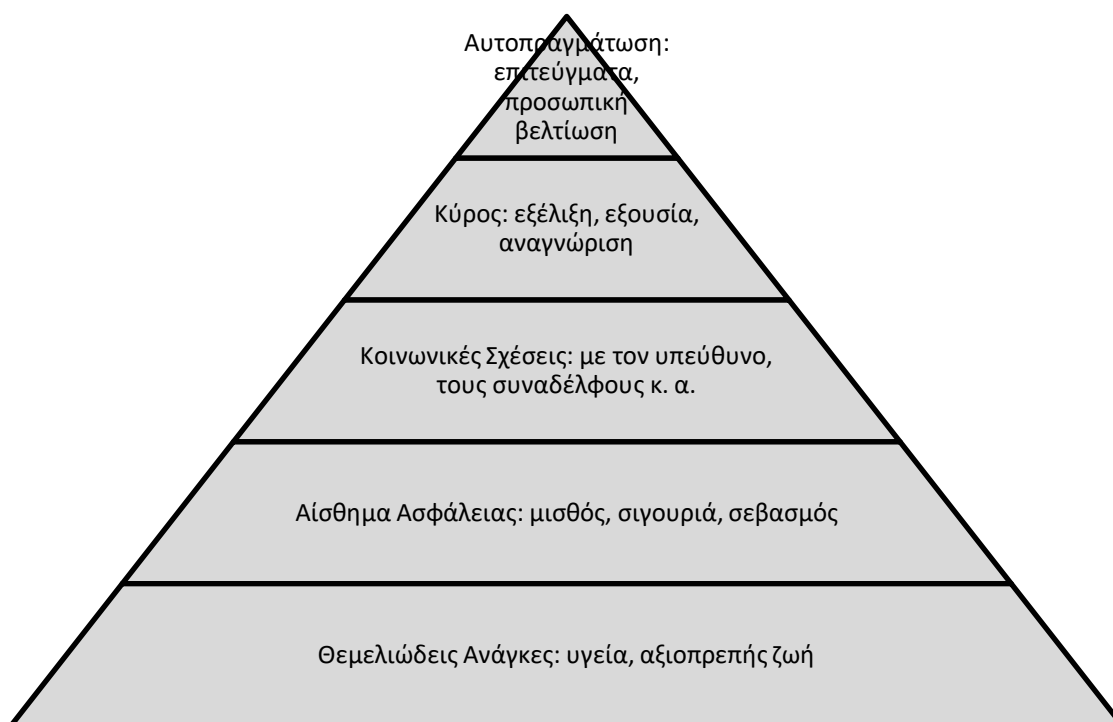 Αυτοπραγμάτωση:
επιτεύγματα,
προσωπική
βελτίωση
Κύρος: εξέλιξη, εξουσία,
αναγνώριση
Κοινωνικές Σχέσεις: με τον υπεύθυνο,
τους συναδέλφους κ. α.
Αίσθημα Ασφάλειας: μισθός, σιγουριά, σεβασμός
Θεμελιώδεις Ανάγκες: υγεία, αξιοπρεπής ζωή